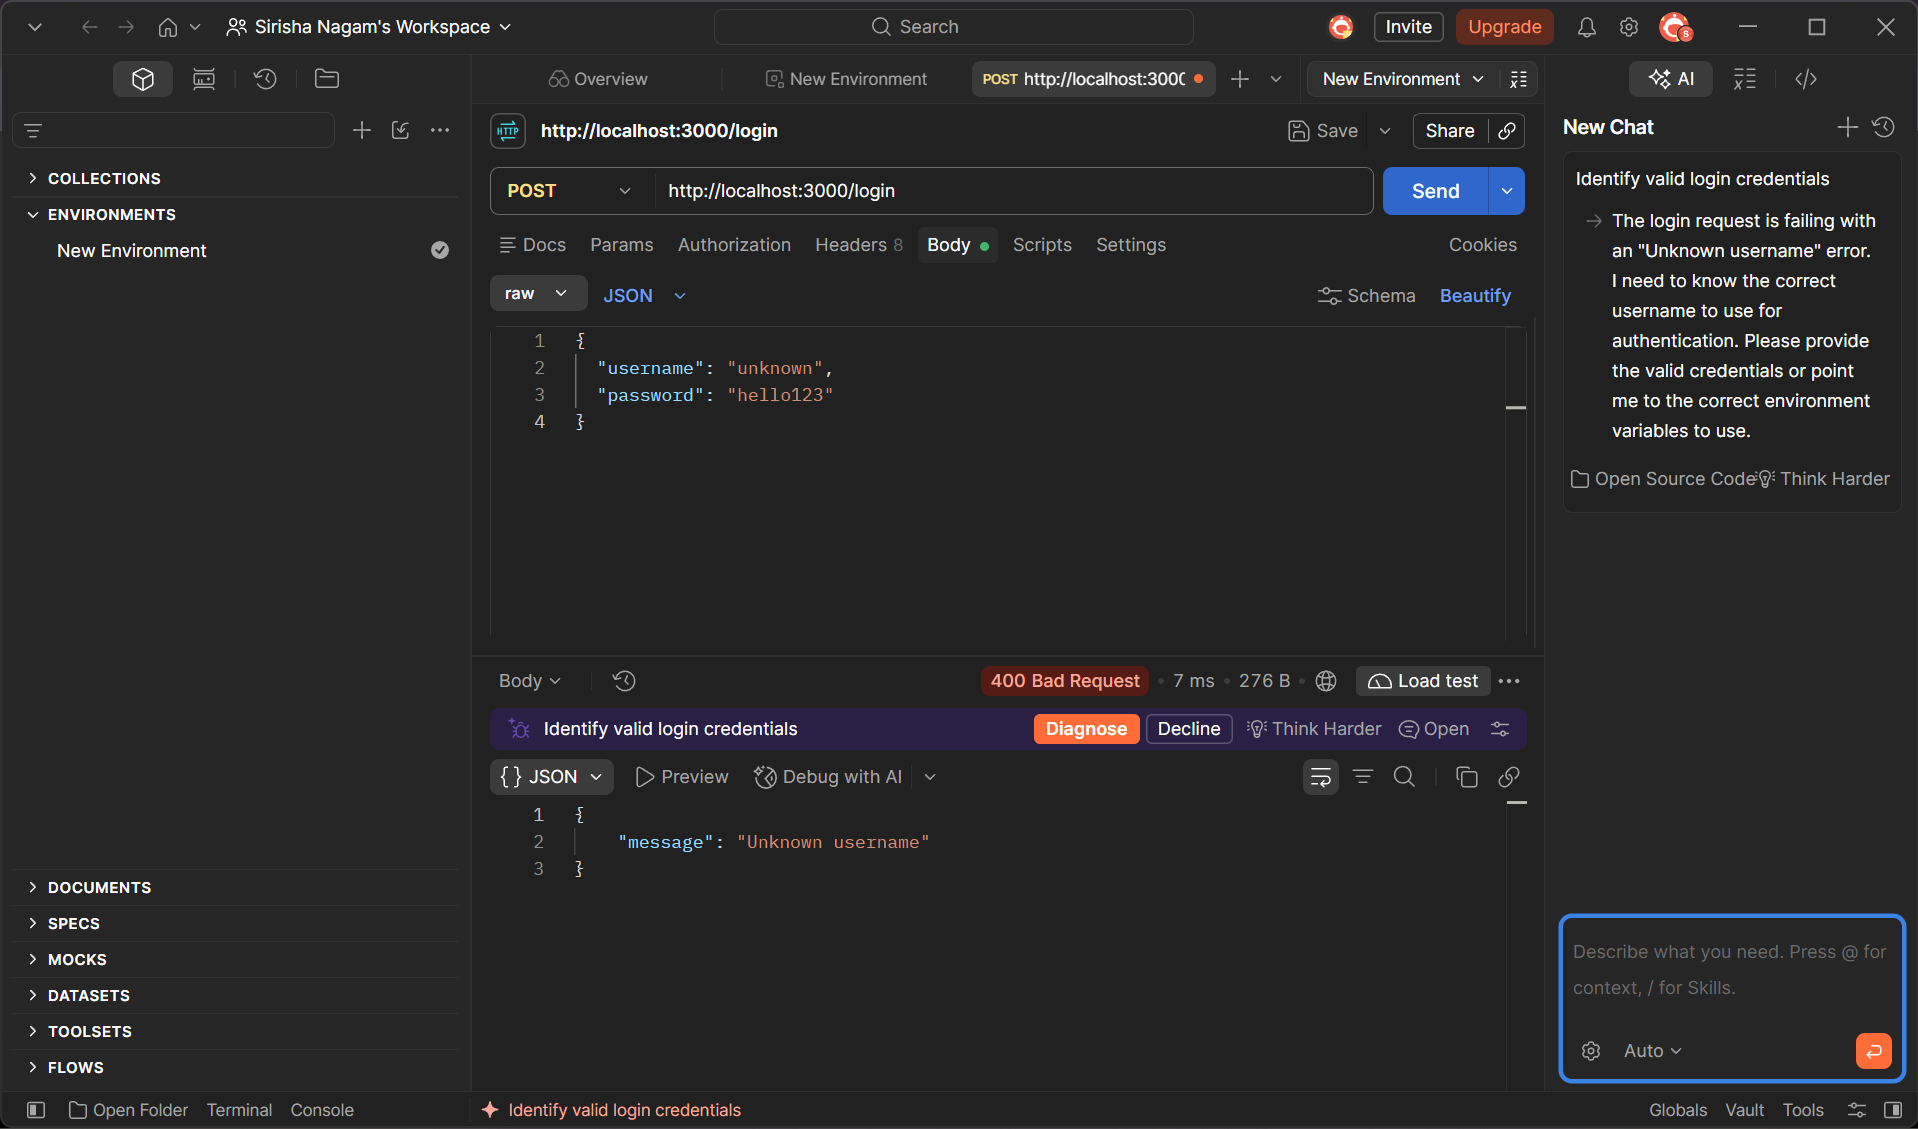 Sirisha Nagam's Workspace
Search
Invite
Upgrade
S
Overview
New Environment
POST http://localhost:3000
New Environment
AI
HTTP
http://localhost:3000/login
Save
Share
New Chat
COLLECTIONS
ENVIRONMENTS
New Environment
POST
http://localhost:3000/login
Send
Docs
Params
Authorization
Headers 8
Body
Scripts
Settings
Cookies
raw
JSON
Schema
Beautify
1 {
2 "username": "unknown",
3 "password": "hello123"
4 }
Identify valid login credentials
The login request is failing with
an "Unknown username" error.
I need to know the correct
username to use for
authentication. Please provide
the valid credentials or point
me to the correct environment
variables to use.
Open Source Code
Think Harder
Body
400 Bad Request
7 ms
276 B
Load test
Identify valid login credentials
Diagnose
Decline
Think Harder
Open
{} JSON
Preview
Debug with AI
1 {
2 "message": "Unknown username"
3 }
DOCUMENTS
SPECS
MOCKS
DATASETS
TOOLSETS
FLOWS
Describe what you need. Press @ for
context, / for Skills.
Auto
Open Folder
Terminal
Console
Identify valid login credentials
Globals
Vault
Tools